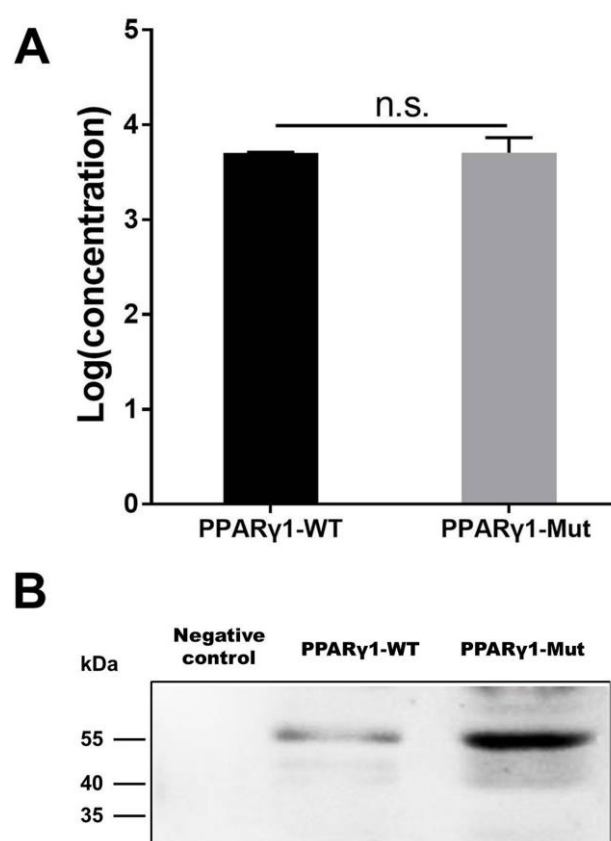 A
Log(concentration)
5
4
3
2
1
0
n.s.
PPARγ1-WT PPARγ1-Mut
B
kDa
Negative
control
PPARγ1-WT PPARγ1-Mut
55
40
35